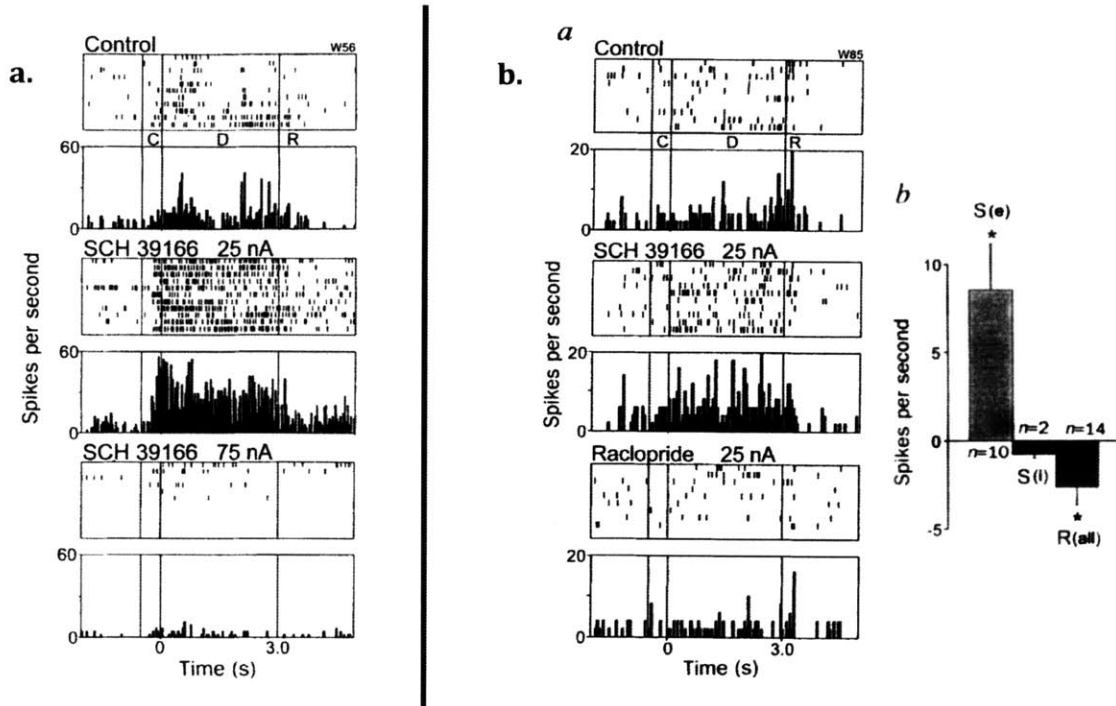 a.
Control
W56
C D R
60
0
SCH 39166 25 nA
60
0
SCH 39166 75 nA
60
0
Spikes per second
0 3.0
Time (s)
b.
a
Control
W85
C D R
20
0
SCH 39166 25 nA
20
0
Raclopride 25 nA
20
0
Spikes per second
0 3.0
Time (s)
b
S(e)
*
10
5
0
-5
Spikes per second
n=2 n=14
n=10
S(i)
*
R(all)